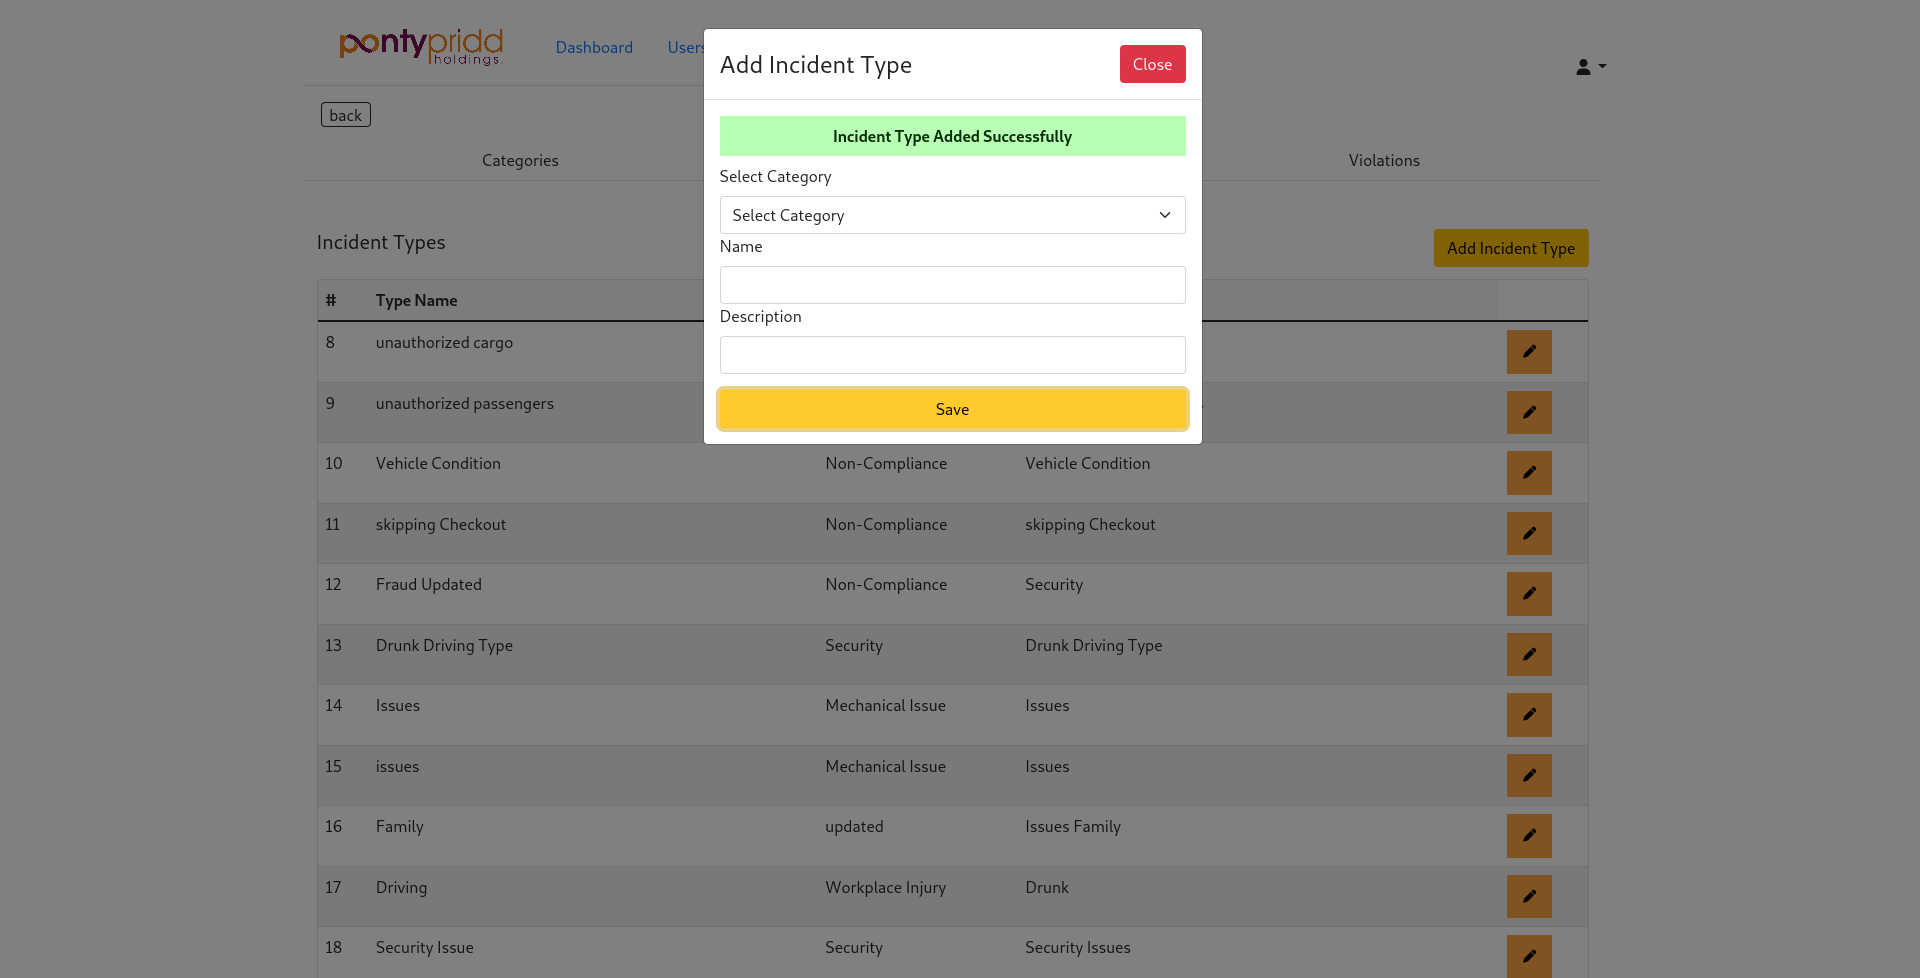 pontypridd
holdings.
Dashboard
Users
back
Categories
Violations
Add Incident Type
Close
Incident Type Added Successfully
Select Category
Select Category
Name
Description
Save
Incident Types
Add Incident Type
# Type Name
8 unauthorized cargo
9 unauthorized passengers
10 Vehicle Condition Non-Compliance Vehicle Condition
11 skipping Checkout Non-Compliance skipping Checkout
12 Fraud Updated Non-Compliance Security
13 Drunk Driving Type Security Drunk Driving Type
14 Issues Mechanical Issue Issues
15 issues Mechanical Issue Issues
16 Family updated Issues Family
17 Driving Workplace Injury Drunk
18 Security Issue Security Security Issues